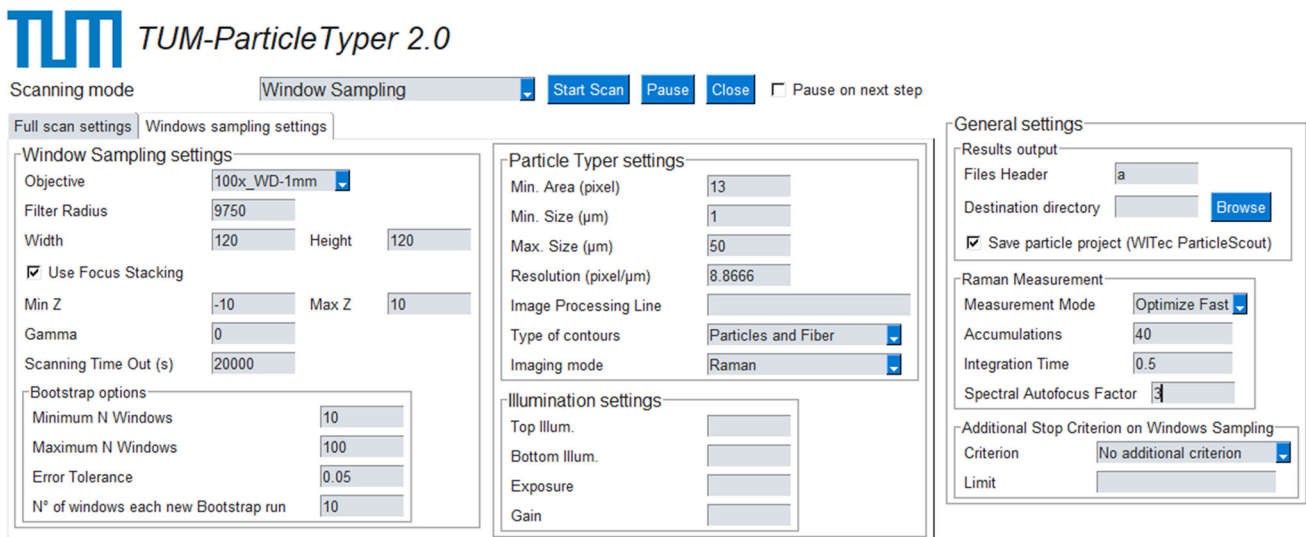 TUM TUM-ParticleTyper 2.0
Scanning mode Window Sampling Start Scan Pause Close Pause on next step
Full scan settings Windows sampling settings
Window Sampling settings
Objective 100x_WD-1mm
Filter Radius 9750
Width 120 Height 120
Use Focus Stacking
Min Z -10 Max Z 10
Gamma 0
Scanning Time Out (s) 20000
Bootstrap options
Minimum N Windows 10
Maximum N Windows 100
Error Tolerance 0.05
N° of windows each new Bootstrap run 10
Particle Typer settings
Min. Area (pixel) 13
Min. Size (µm) 1
Max. Size (µm) 50
Resolution (pixel/µm) 8.8666
Image Processing Line
Type of contours Particles and Fiber
Imaging mode Raman
Illumination settings
Top Illum.
Bottom Illum.
Exposure
Gain
General settings
Results output
Files Header a
Destination directory Browse
Save particle project (WITec ParticleScout)
Raman Measurement
Measurement Mode Optimize Fast
Accumulations 40
Integration Time 0.5
Spectral Autofocus Factor 3
Additional Stop Criterion on Windows Sampling
Criterion No additional criterion
Limit